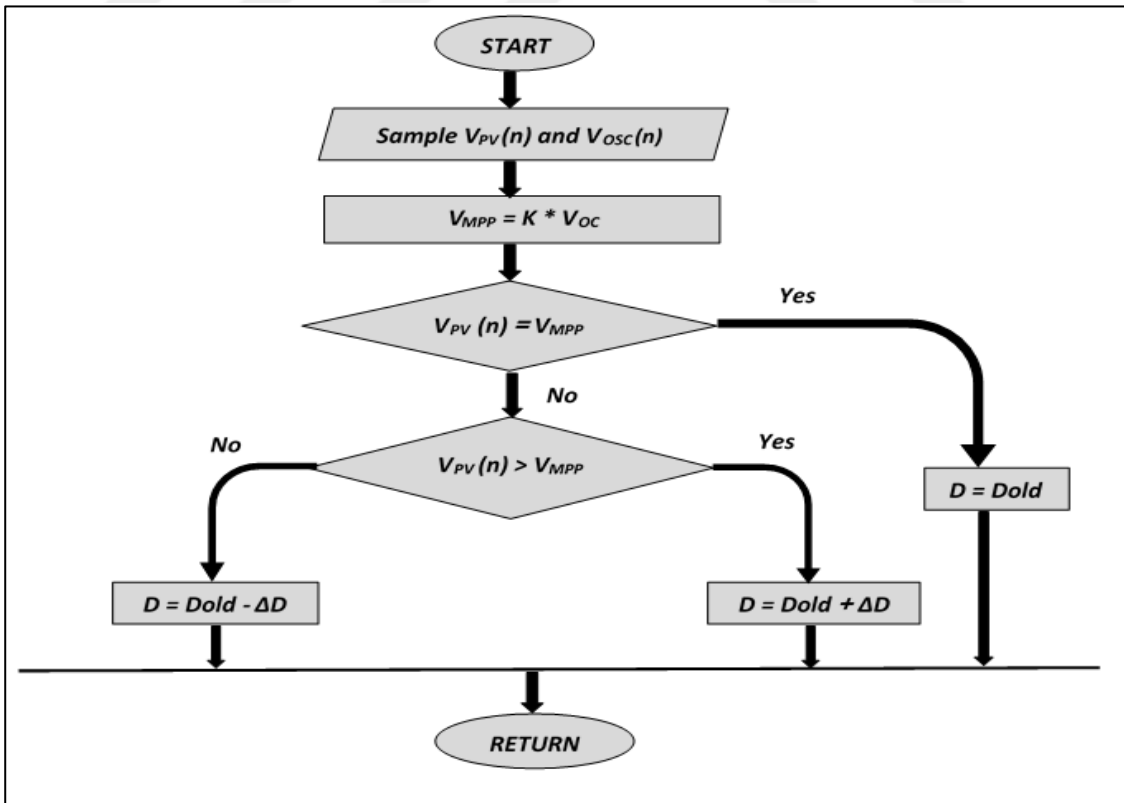 START
Sample VPV(n) and VOSC(n)
VMPP = K * VOC
Yes
VPV (n) = VMPP
No
No
Yes
VPV (n) > VMPP
D = Dold
D = Dold - ΔD
D = Dold + ΔD
RETURN